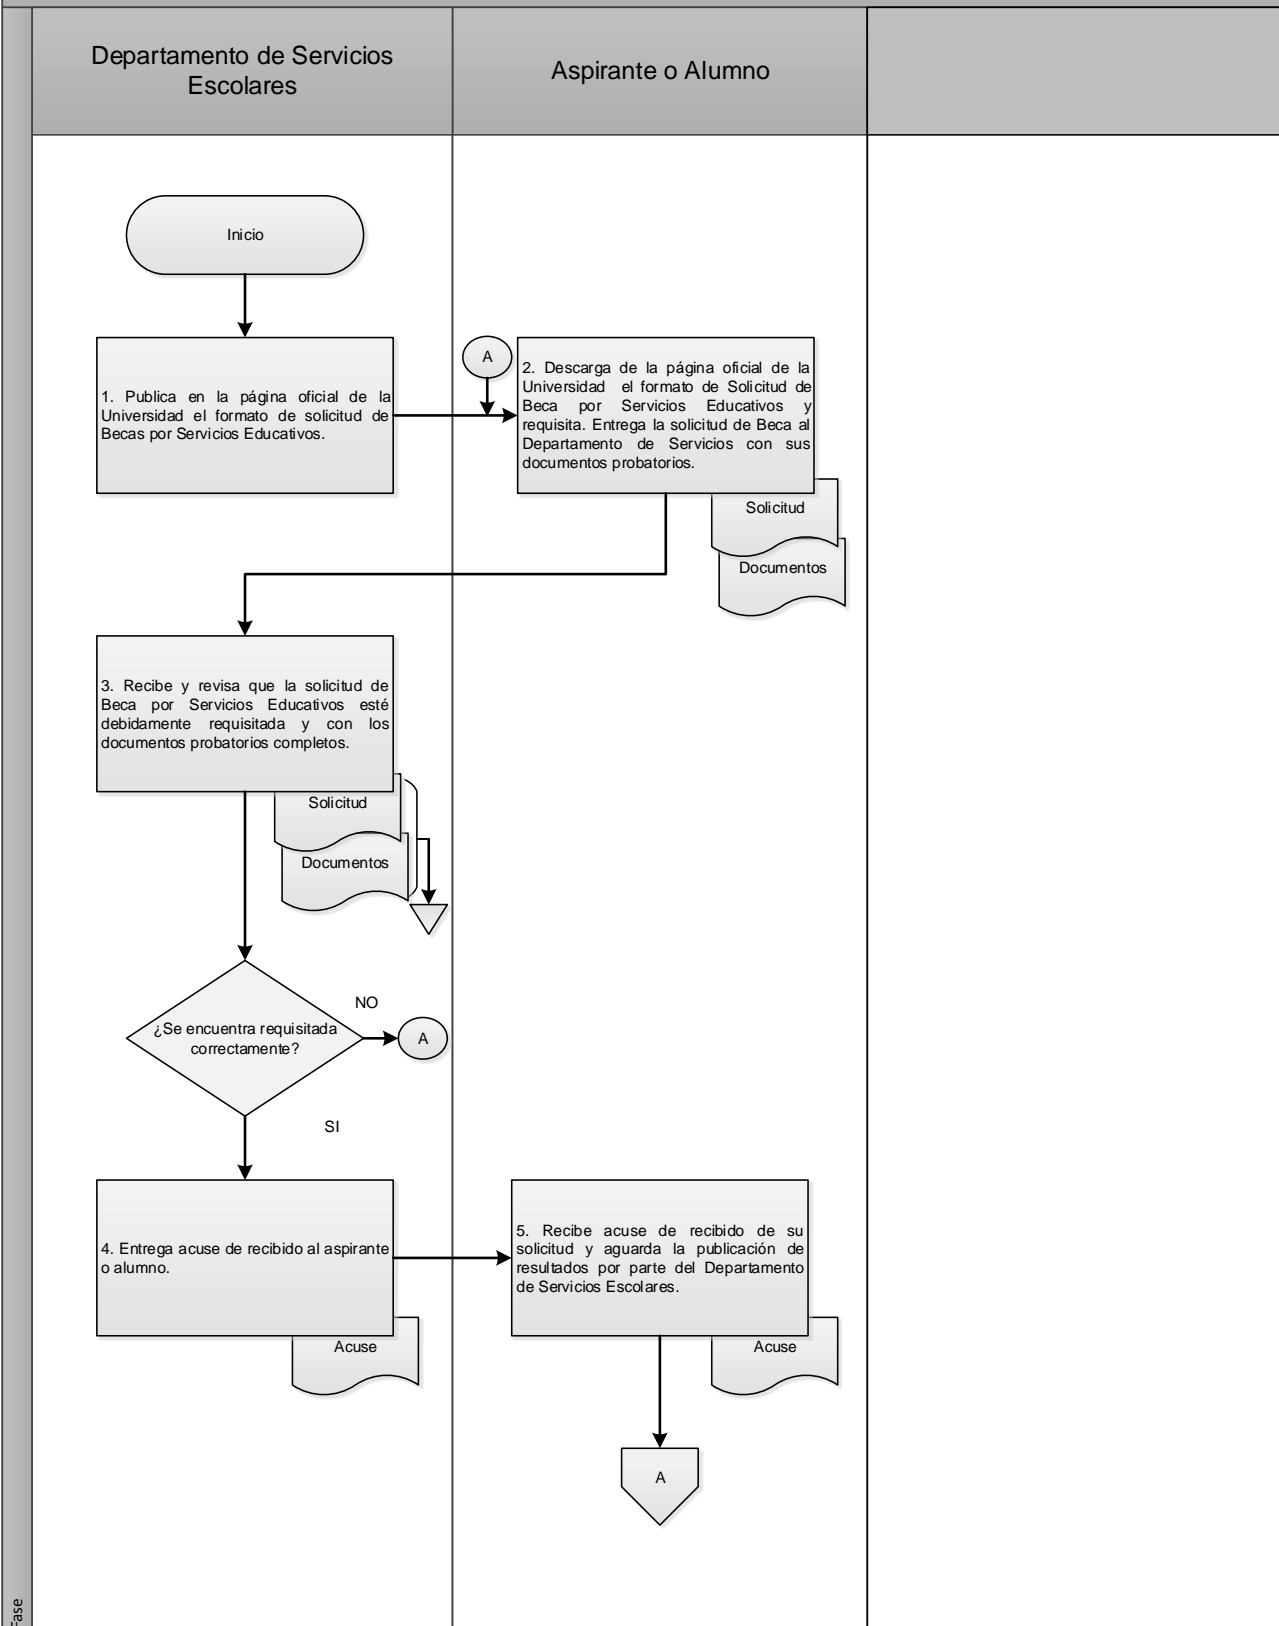 Departamento de Servicios
Escolares
Aspirante o Alumno
Inicio
1. Publica en la página oficial de la
Universidad el formato de solicitud de
Becas por Servicios Educativos.
A
2. Descarga de la página oficial de la
Universidad el formato de Solicitud de
Beca por Servicios Educativos y
requisita. Entrega la solicitud de Beca al
Departamento de Servicios con sus
documentos probatorios.
Solicitud
Documentos
3. Recibe y revisa que la solicitud de
Beca por Servicios Educativos esté
debidamente requisitada y con los
documentos probatorios completos.
Solicitud
Documentos
¿Se encuentra requisitada
correctamente?
NO
A
SI
4. Entrega acuse de recibido al aspirante
o alumno.
Acuse
5. Recibe acuse de recibido de su
solicitud y aguarda la publicación de
resultados por parte del Departamento
de Servicios Escolares.
Acuse
A
Fase